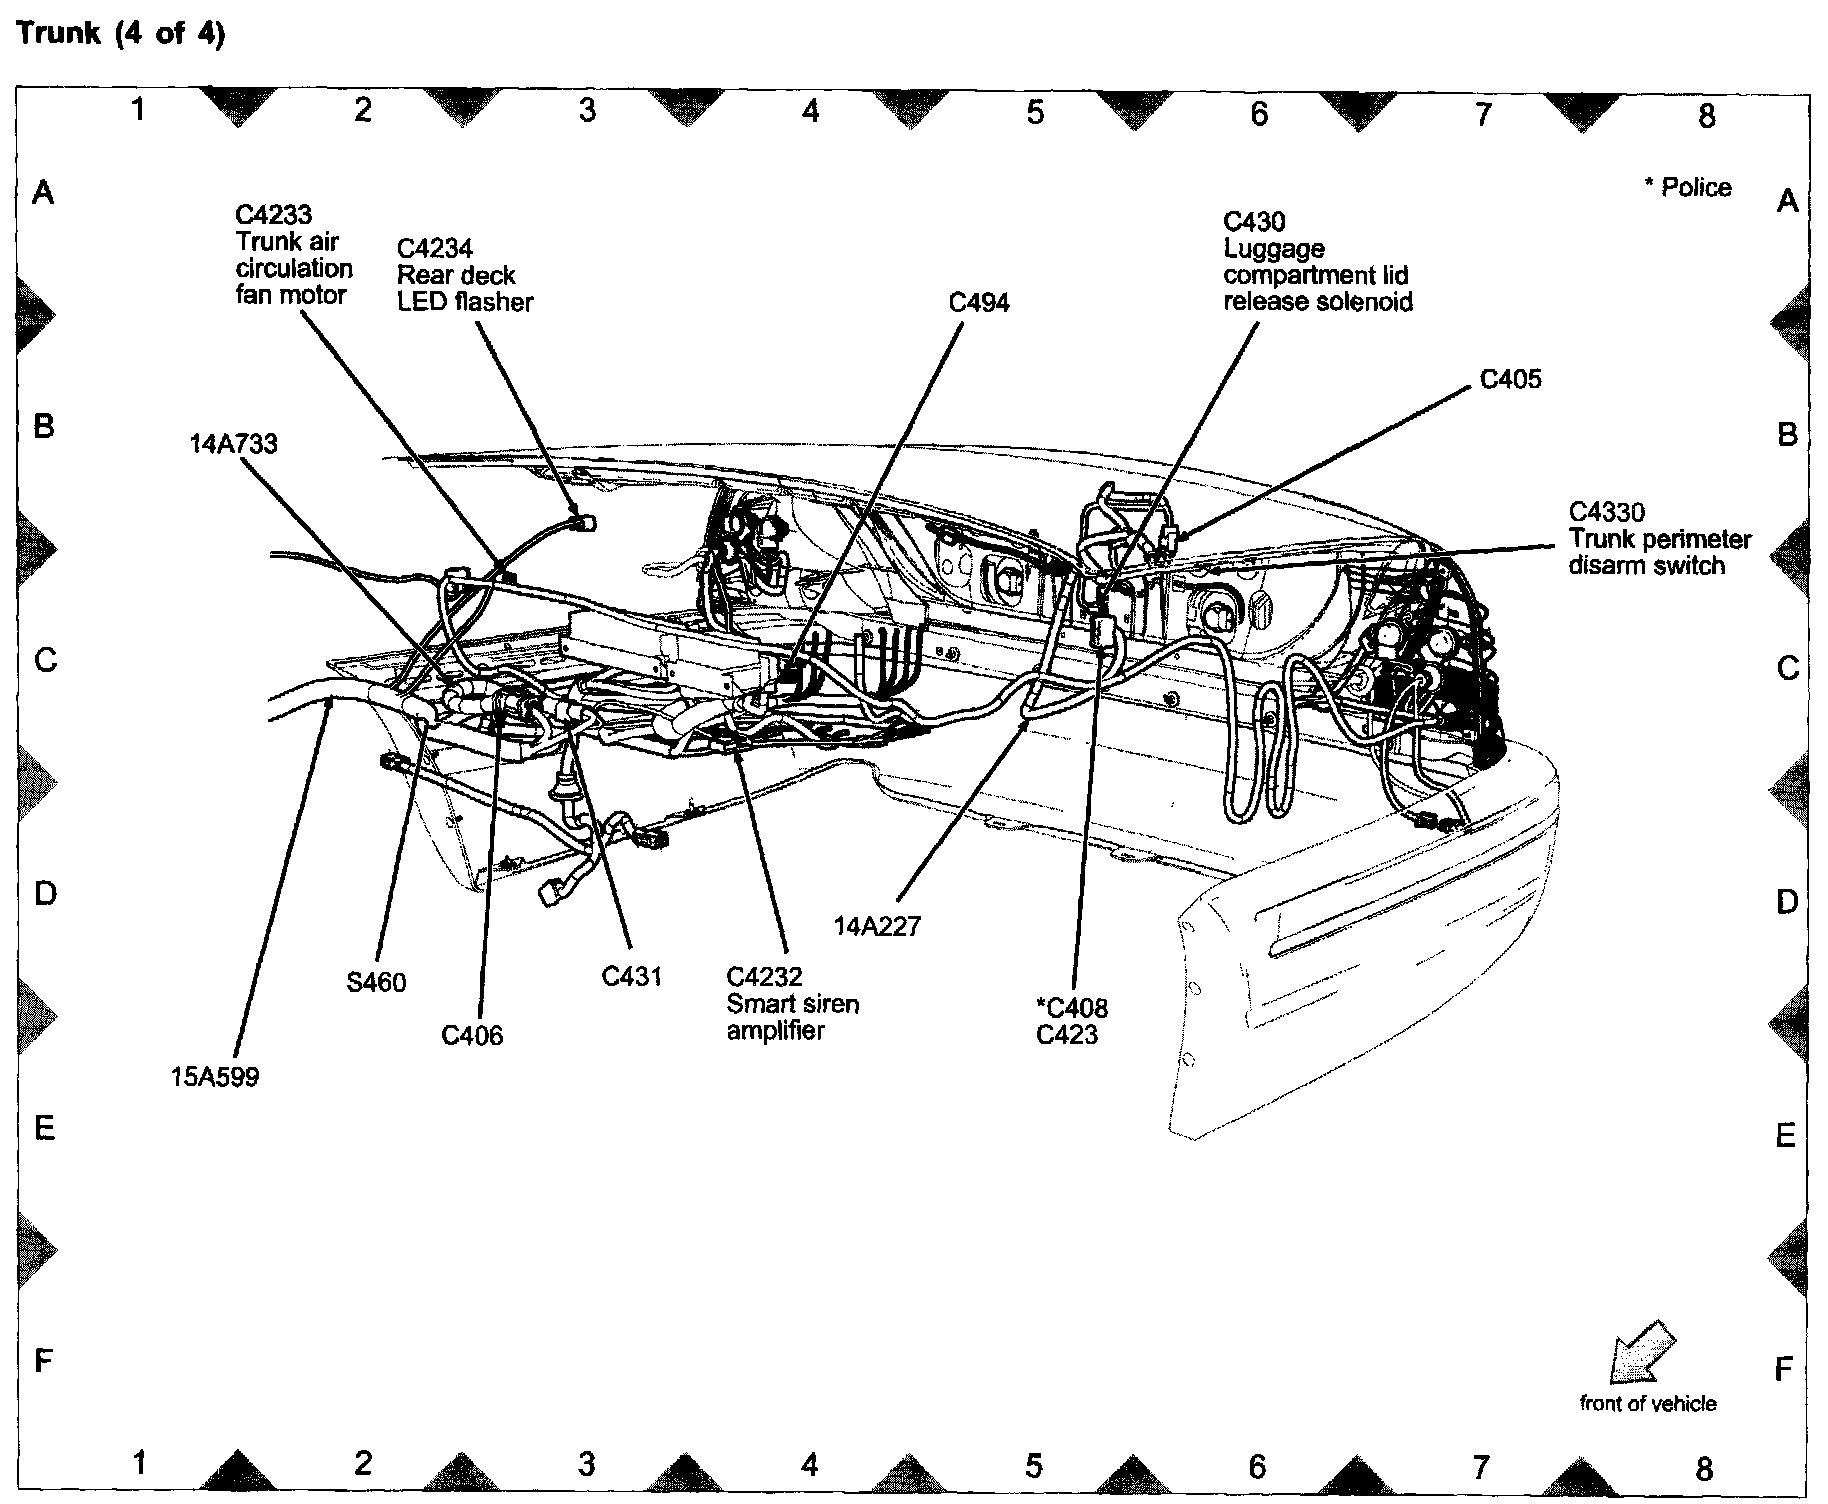 Trunk (4 of 4)
1 2 3 4 5 6 7 8
A
* Police
A
C4233
Trunk air
circulation
fan motor
C4234
Rear deck
LED flasher
C494
C430
Luggage
compartment lid
release solenoid
C405
B
14A733
B
C4330
Trunk perimeter
disarm switch
C
C
D
D
14A227
S460
C431
C4232
Smart siren
amplifier
*C408
C423
C406
15A599
E
E
F
F
front of vehicle
1 2 3 4 5 6 7 8